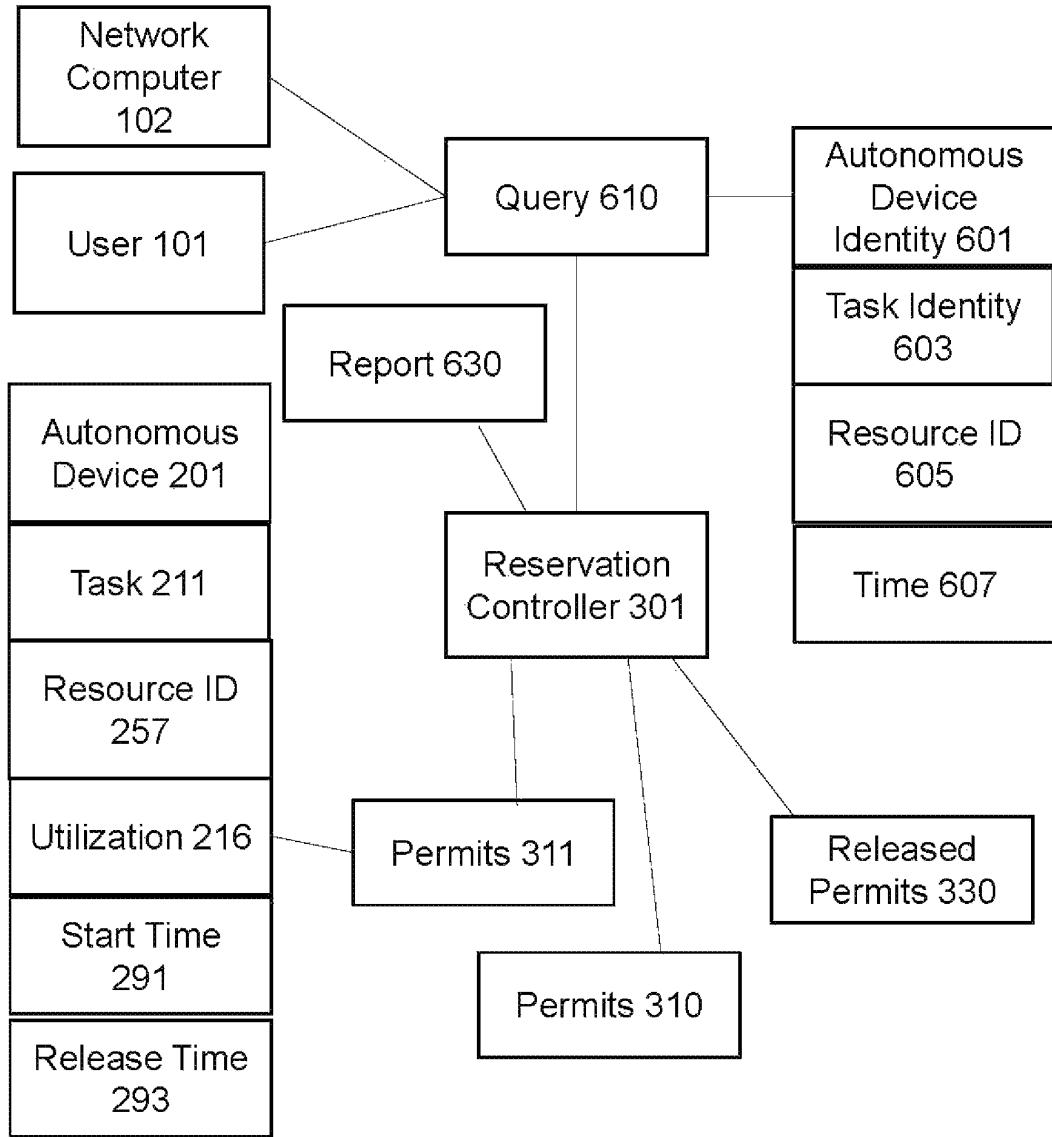 Network
Computer
102
User 101
Query 610
Autonomous
Device
Identity 601
Task Identity
603
Resource ID
605
Time 607
Report 630
Reservation
Controller 301
Autonomous
Device 201
Task 211
Resource ID
257
Utilization 216
Start Time
291
Release Time
293
Permits 311
Permits 310
Released
Permits 330